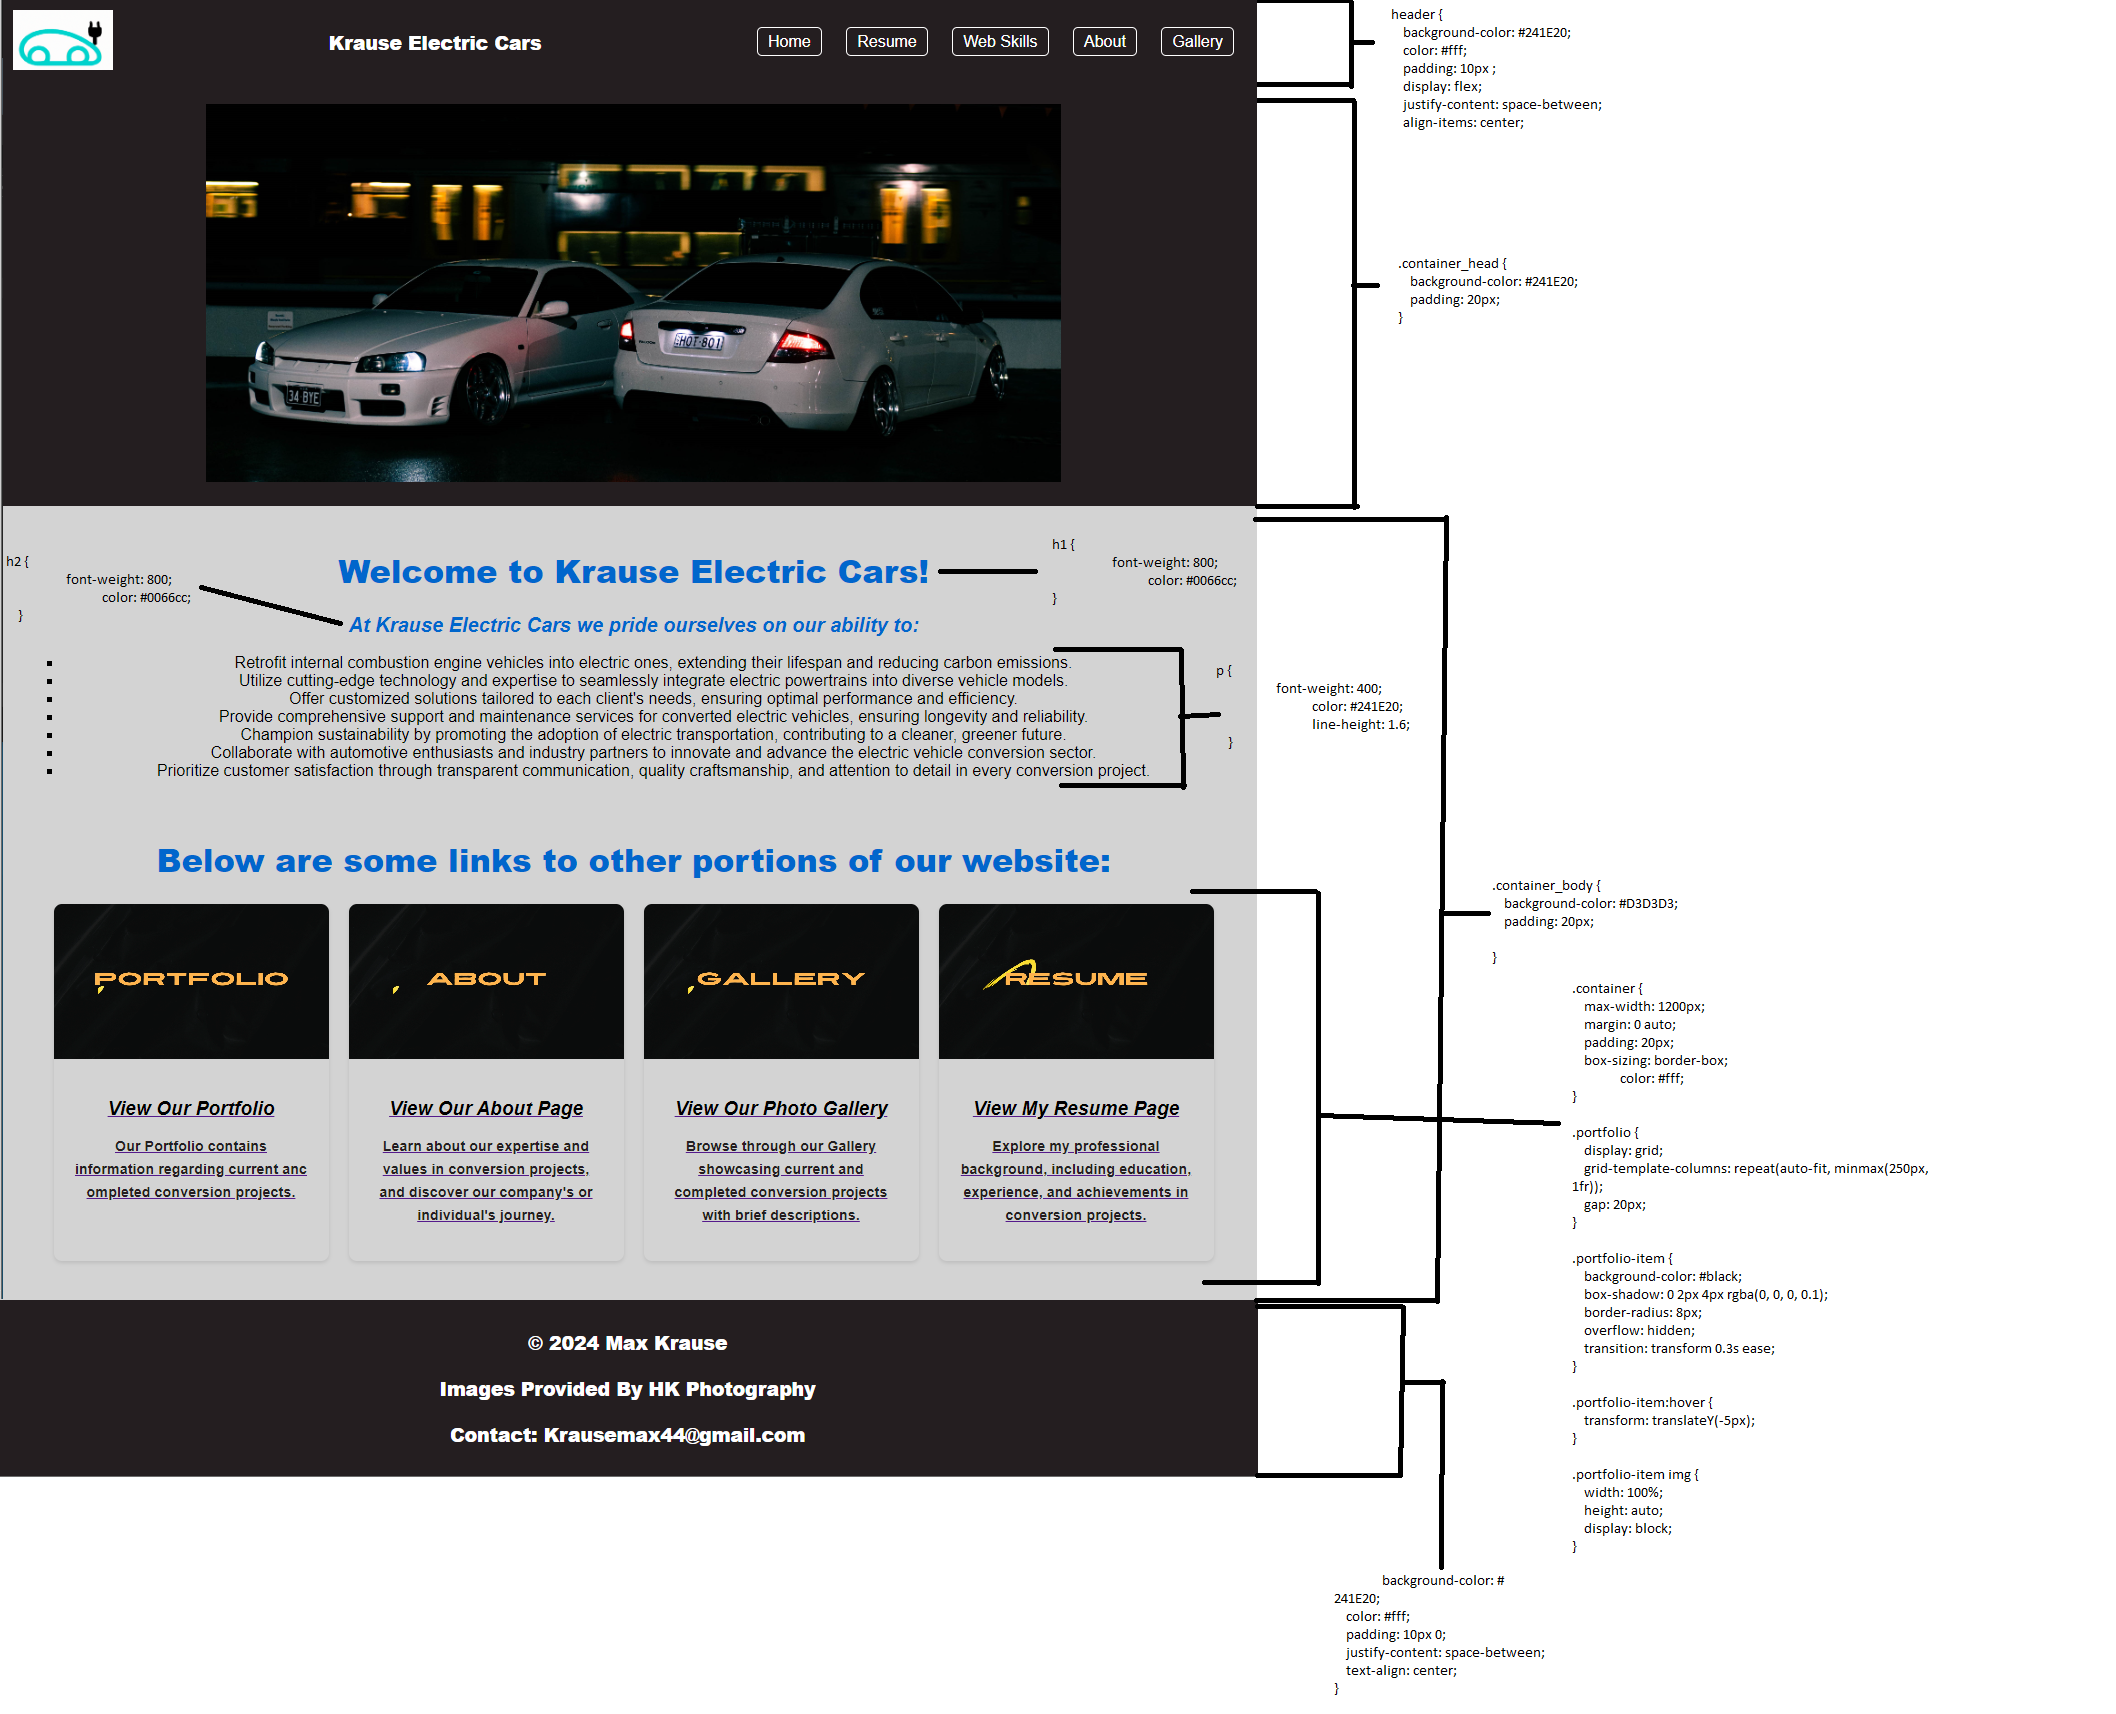 Krause Electric Cars
Home
Resume
Web Skills
About
Gallery
header {
background-color: #241E20;
color: #fff;
padding: 10px ;
display: flex;
justify-content: space-between;
align-items: center;
.container_head {
background-color: #241E20;
padding: 20px;
}
HOT-801
34 BYE
h2 {
font-weight: 800;
color: #0066cc;
}
Welcome to Krause Electric Cars!
h1 {
font-weight: 800;
color: #0066cc;
}
At Krause Electric Cars we pride ourselves on our ability to:
Retrofit internal combustion engine vehicles into electric ones, extending their lifespan and reducing carbon emissions.
Utilize cutting-edge technology and expertise to seamlessly integrate electric powertrains into diverse vehicle models.
Offer customized solutions tailored to each client's needs, ensuring optimal performance and efficiency.
Provide comprehensive support and maintenance services for converted electric vehicles, ensuring longevity and reliability.
Champion sustainability by promoting the adoption of electric transportation, contributing to a cleaner, greener future.
Collaborate with automotive enthusiasts and industry partners to innovate and advance the electric vehicle conversion sector.
Prioritize customer satisfaction through transparent communication, quality craftsmanship, and attention to detail in every conversion project.
p {
font-weight: 400;
color: #241E20;
line-height: 1.6;
}
Below are some links to other portions of our website:
.container_body {
background-color: #D3D3D3;
padding: 20px;
}
PORTFOLIO
View Our Portfolio
Our Portfolio contains
information regarding current anc
ompleted conversion projects.
ABOUT
View Our About Page
Learn about our expertise and
values in conversion projects,
and discover our company's or
individual's journey.
GALLERY
View Our Photo Gallery
Browse through our Gallery
showcasing current and
completed conversion projects
with brief descriptions.
RESUME
View My Resume Page
Explore my professional
background, including education,
experience, and achievements in
conversion projects.
.container {
max-width: 1200px;
margin: 0 auto;
padding: 20px;
box-sizing: border-box;
color: #fff;
}
.portfolio {
display: grid;
grid-template-columns: repeat(auto-fit, minmax(250px,
1fr));
gap: 20px;
}
.portfolio-item {
background-color: #black;
box-shadow: 0 2px 4px rgba(0, 0, 0, 0.1);
border-radius: 8px;
overflow: hidden;
transition: transform 0.3s ease;
}
.portfolio-item:hover {
transform: translateY(-5px);
}
.portfolio-item img {
width: 100%;
height: auto;
display: block;
}
© 2024 Max Krause
Images Provided By HK Photography
Contact: Krausemax44@gmail.com
background-color: #
241E20;
color: #fff;
padding: 10px 0;
justify-content: space-between;
text-align: center;
}